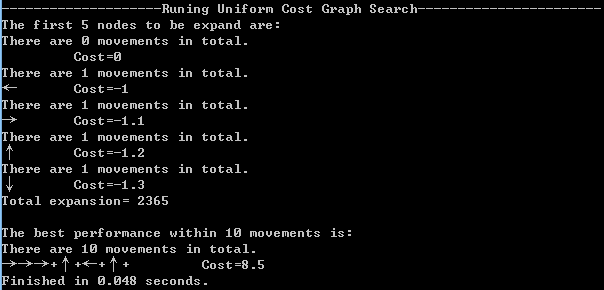 --------------------Runing Uniform Cost Graph Search-----------------------
The first 5 nodes to be expand are:
There are 0 movements in total.
Cost=0
There are 1 movements in total.
← Cost=-1
There are 1 movements in total.
→ Cost=-1.1
There are 1 movements in total.
↑ Cost=-1.2
There are 1 movements in total.
↓ Cost=-1.3
Total expansion= 2365
The best performance within 10 movements is:
There are 10 movements in total.
→→→+↑+←+↑+ Cost=8.5
Finished in 0.048 seconds.